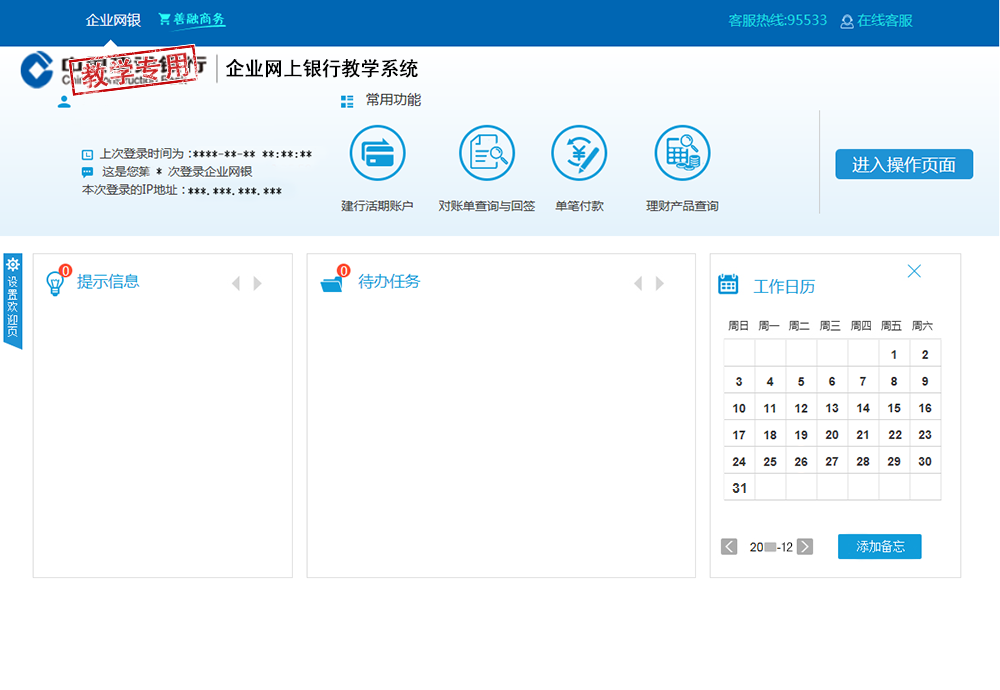 企业网银 善融商务 客服热线:95533 在线客服
教学专用 企业网上银行教学系统
常用功能
上次登录时间为:****-**-** **:**:**
这是您第 * 次登录企业网银
本次登录的IP地址:***.***.***.***
建行活期账户 对账单查询与回签 单笔付款 理财产品查询
进入操作页面
设置欢迎页
0 提示信息
0 待办任务
工作日历
周日 周一 周二 周三 周四 周五 周六
1 2
3 4 5 6 7 8 9
10 11 12 13 14 15 16
17 18 19 20 21 22 23
24 25 26 27 28 29 30
31
20 -12 添加备忘